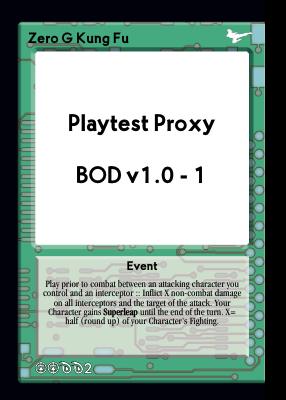 Zero G Kung Fu
Playtest Proxy
BOD v1.0 - 1
Event
Play prior to combat between an attacking character you
control and an interceptor :: Inflict X non-combat damage
on all interceptors and the target of the attack. Your
Character gains Superleap until the end of the turn. X=
half (round up) of your Character's Fighting.
2